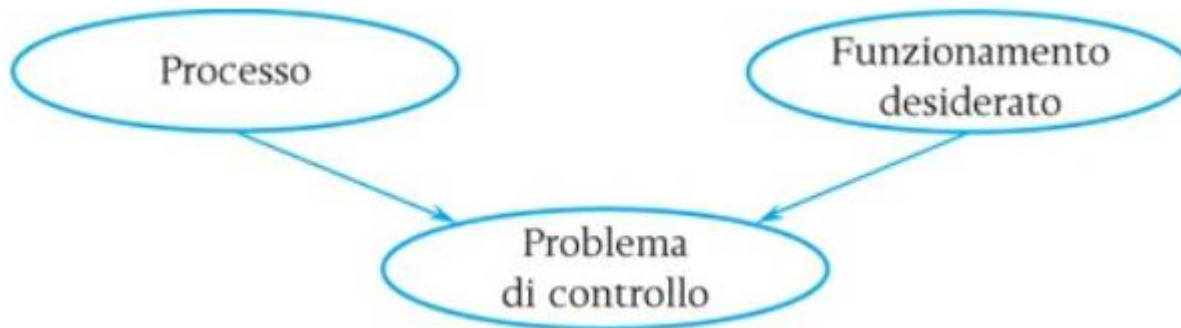 Processo
Funzionamento
desiderato
Problema
di controllo